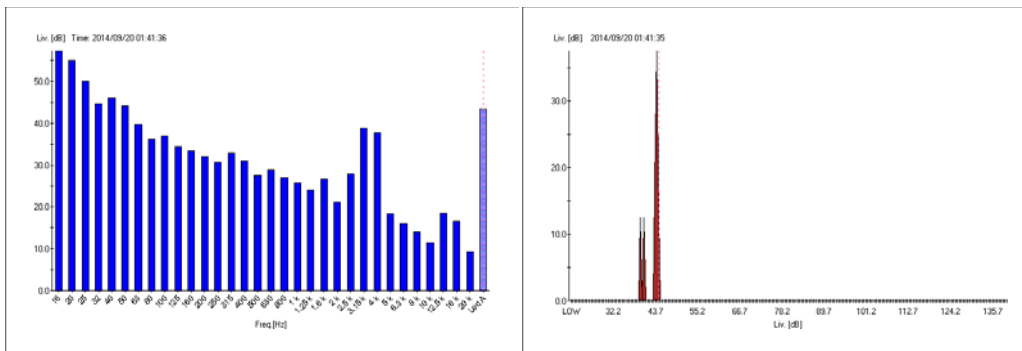 Liv. [dB] Time: 2014/09/20 01:41:36
50.0
40.0
30.0
20.0
10.0
0.0
16 20 25 32 40 50 63 80 100 125 160 200 250 315 400 500 630 800 1 k 1.25 k 1.6 k 2 k 2.5 k 3.15 k 4 k 5 k 6.3 k 8 k 10 k 12.5 k 16 k 20 k
Freq.[Hz]
Liv. [dB] 2014/09/20 01:41:35
30.0
20.0
10.0
0.0
LOW 32.2 43.7 55.2 66.7 78.2 89.7 101.2 112.7 124.2 135.7
Liv. [dB]